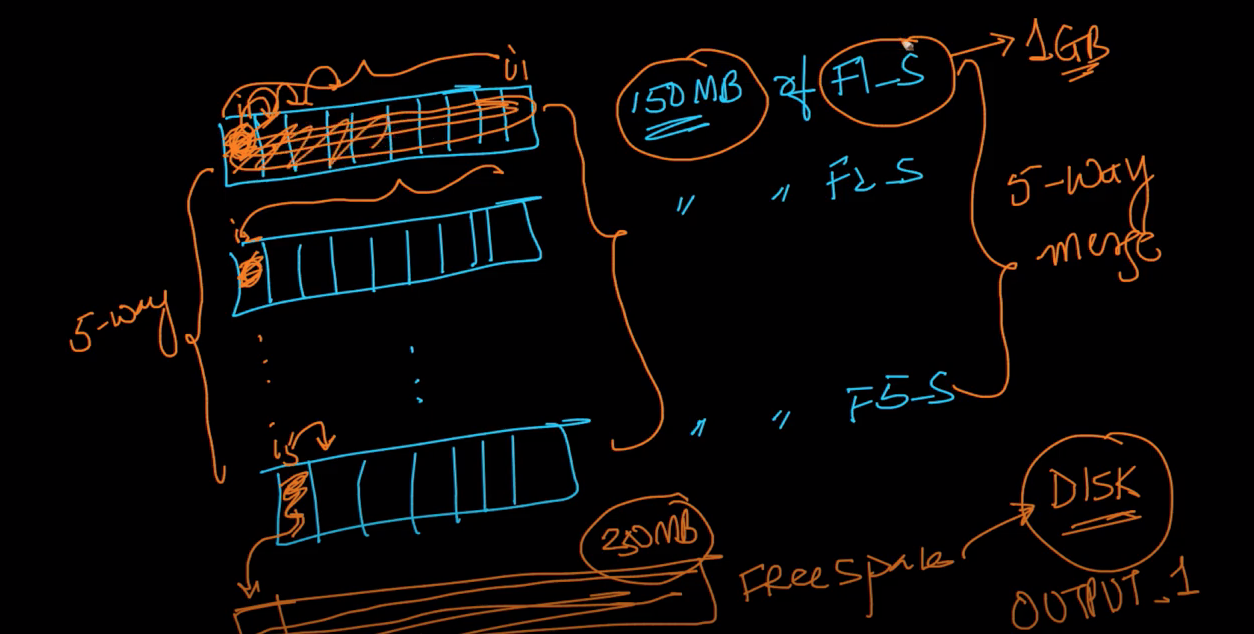 i1
150MB of F1_S → 1GB
i1
" " F2_S
5-way merge
i2
5-way
" " F5_S
i5
250MB
DISK
Free Space
OUTPUT_1